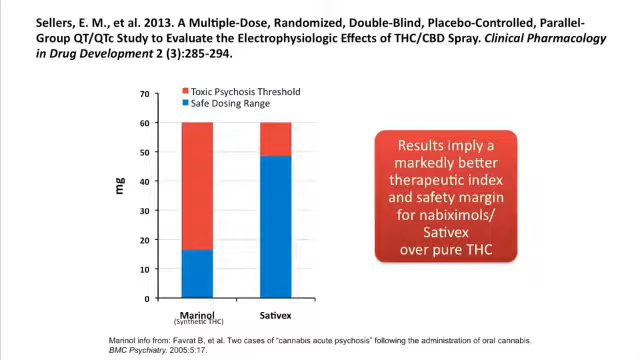 Sellers, E. M., et al. 2013. A Multiple-Dose, Randomized, Double-Blind, Placebo-Controlled, Parallel-
Group QT/QTc Study to Evaluate the Electrophysiologic Effects of THC/CBD Spray. Clinical Pharmacology
in Drug Development 2 (3):285-294.
Toxic Psychosis Threshold
Safe Dosing Range
70
60
50
40
30
20
10
0
mg
Marinol
(Synthetic THC)
Sativex
Results imply a
markedly better
therapeutic index
and safety margin
for nabiximols/
Sativex
over pure THC
Marinol info from: Favrat B, et al. Two cases of "cannabis acute psychosis" following the administration of oral cannabis.
BMC Psychiatry. 2005:5:17.